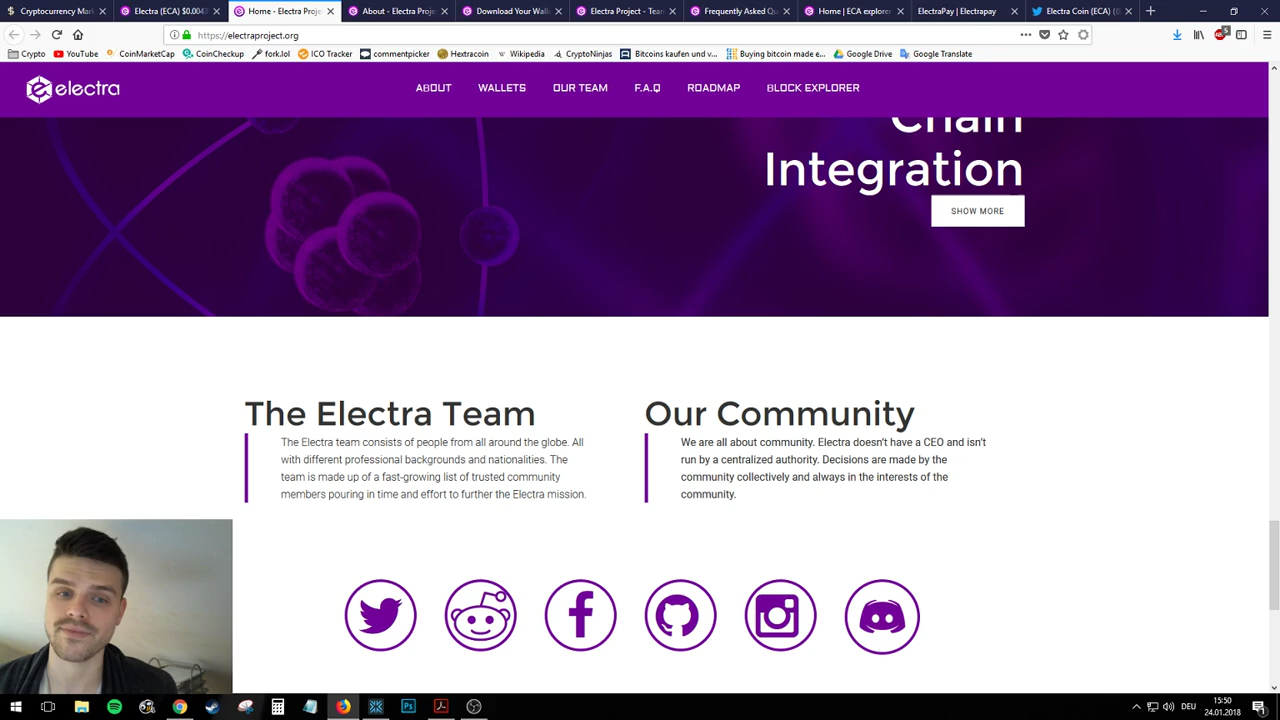 Cryptocurrency Mark
Electra (ECA) $0.0043
Home - Electra Proje
About - Electra Proje
Download Your Walle
Electra Project - Team
Frequently Asked Qu
Home | ECA explorer
ElectraPay | Electrapay
Electra Coin (ECA) (@
https://electraproject.org
Crypto
YouTube
CoinMarketCap
CoinCheckup
fork.lol
ICO Tracker
commentpicker
Hextracoin
Wikipedia
CryptoNinjas
Bitcoins kaufen und v...
Buying bitcoin made e...
Google Drive
Google Translate
electra
ABOUT
WALLETS
OUR TEAM
F.A.Q
ROADMAP
BLOCK EXPLORER
Chain
Integration
SHOW MORE
The Electra Team
The Electra team consists of people from all around the globe. All
with different professional backgrounds and nationalities. The
team is made up of a fast-growing list of trusted community
members pouring in time and effort to further the Electra mission.
Our Community
We are all about community. Electra doesn't have a CEO and isn't
run by a centralized authority. Decisions are made by the
community collectively and always in the interests of the
community.
DEU
15:50
24.01.2018